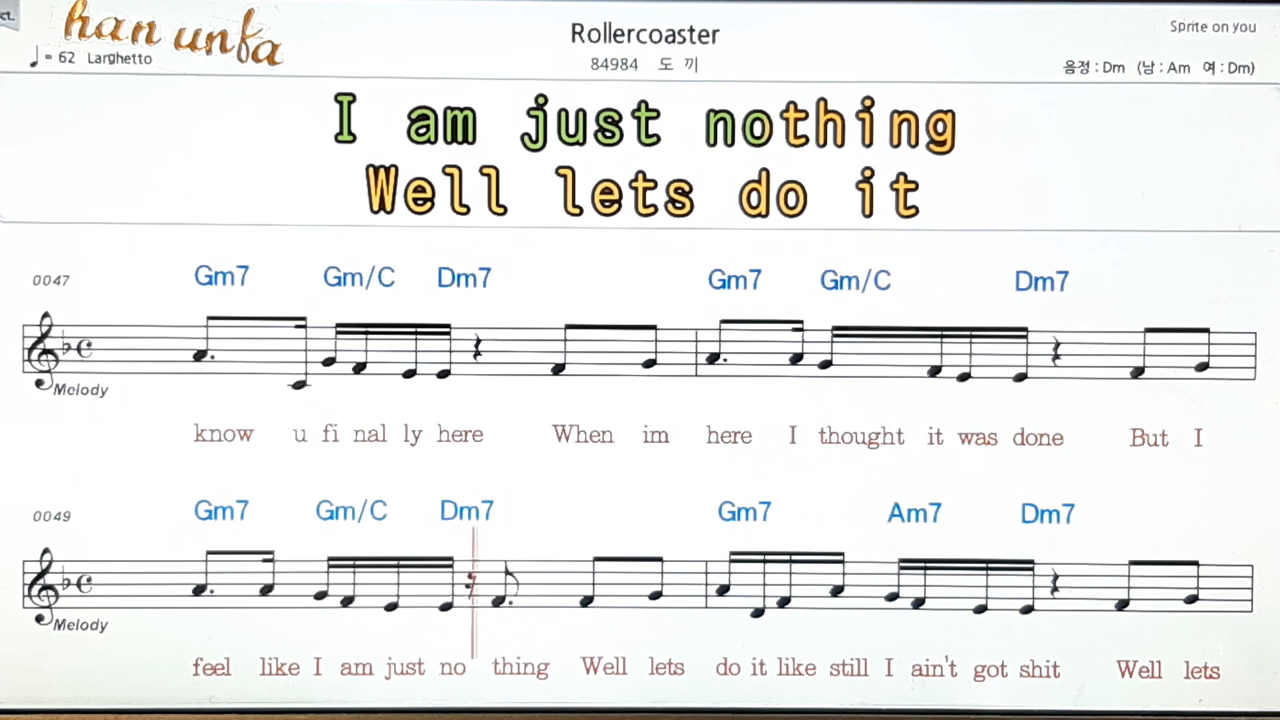 ct.
han unfa
Rollercoaster
Sprite on you
♩= 62 Larghetto
84984 도 끼
음정 : Dm (남 : Am 여 : Dm)
I am just nothing
Well lets do it
0047 Gm7 Gm/C Dm7 Gm7 Gm/C Dm7
Melody
know u fi nal ly here When im here I thought it was done But I
0049 Gm7 Gm/C Dm7 Gm7 Am7 Dm7
Melody
feel like I am just no thing Well lets do it like still I ain't got shit Well lets